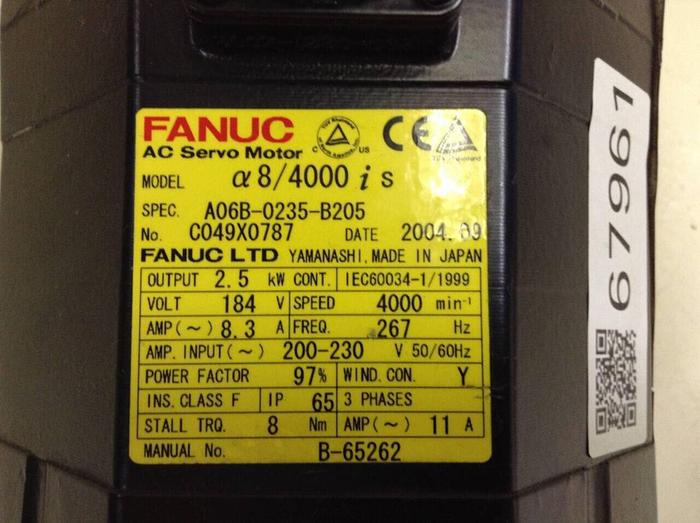 FANUC
AC Servo Motor
C US
CE
MODEL α8/4000 i s
SPEC. A06B-0235-B205
No. C049X0787 DATE 2004.09
FANUC LTD YAMANASHI, MADE IN JAPAN
OUTPUT 2.5 kW CONT. IEC60034-1/1999
VOLT 184 V SPEED 4000 min⁻¹
AMP(~) 8.3 A FREQ. 267 Hz
AMP. INPUT(~) 200-230 V 50/60Hz
POWER FACTOR 97% WIND. CON. Y
INS. CLASS F IP 65 3 PHASES
STALL TRQ. 8 Nm AMP(~) 11 A
MANUAL No. B-65262
67961